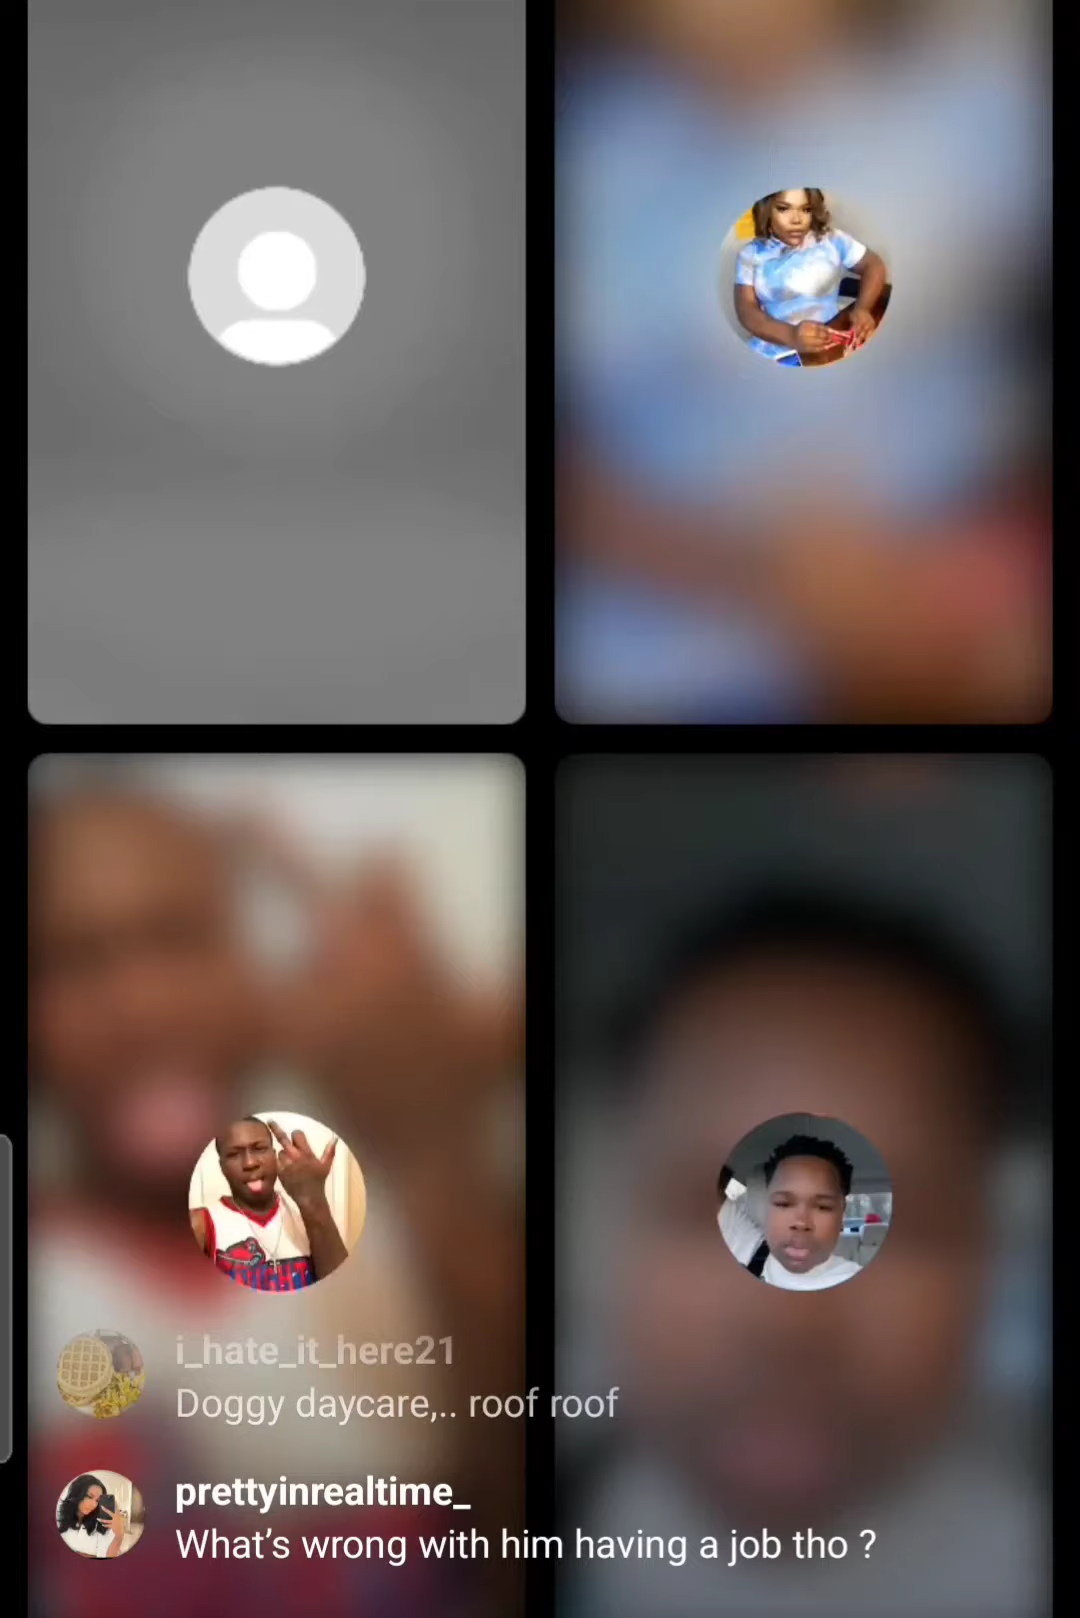 i_hate_it_here21
Doggy daycare,.. roof roof
prettyinrealtime_
What’s wrong with him having a job tho ?